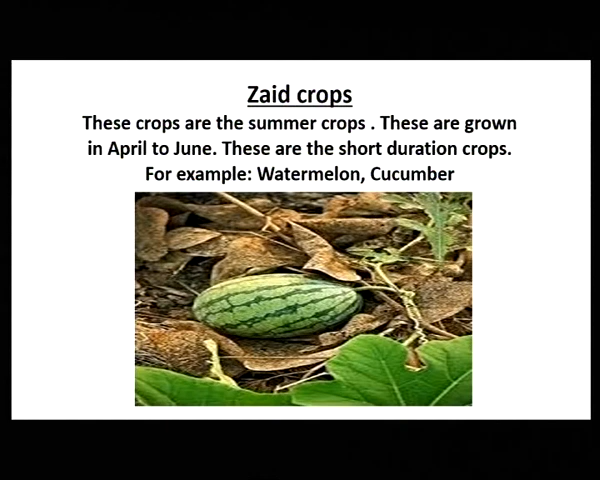 Zaid crops
These crops are the summer crops . These are grown
in April to June. These are the short duration crops.
For example: Watermelon, Cucumber